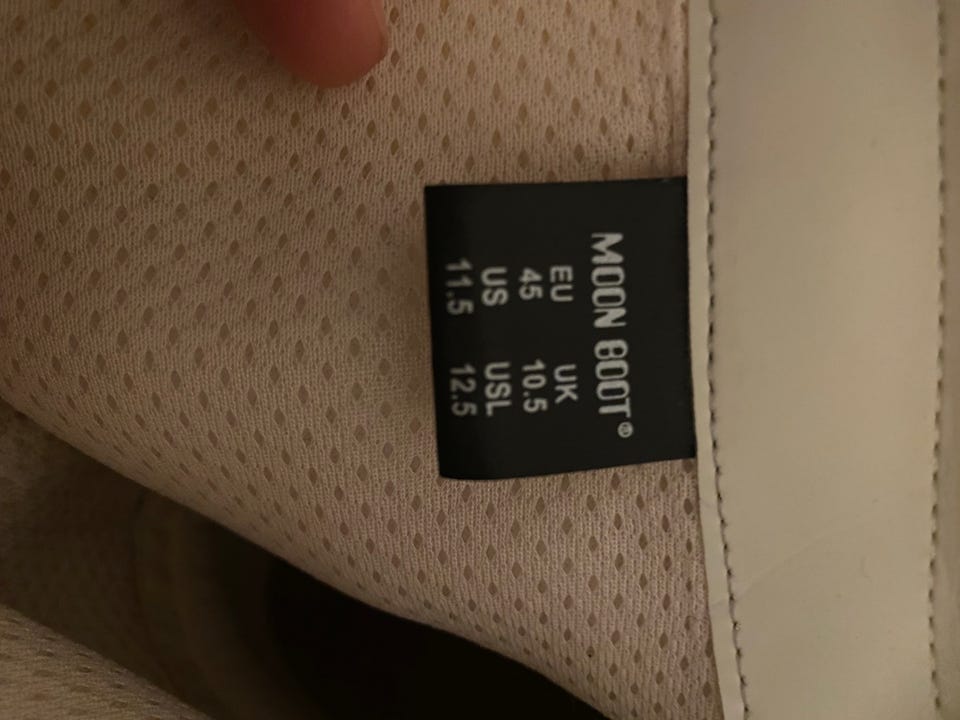 MOON BOOT®
EU UK
45 10.5
US USL
11.5 12.5